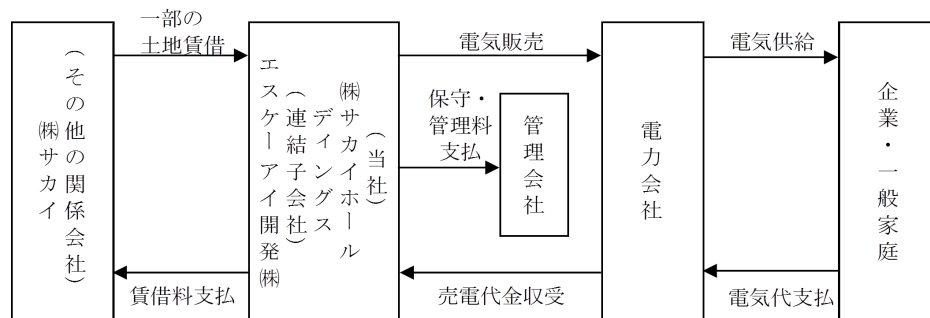 (その他の関係会社)
㈱サカイ
一部の
土地賃借
賃借料支払
(当社)
㈱サカイホール
ディングス
(連結子会社)
エスケーアイ開発㈱
電気販売
保守・
管理料
支払
管理会社
売電代金収受
電力会社
電気供給
電気代支払
企業・一般家庭